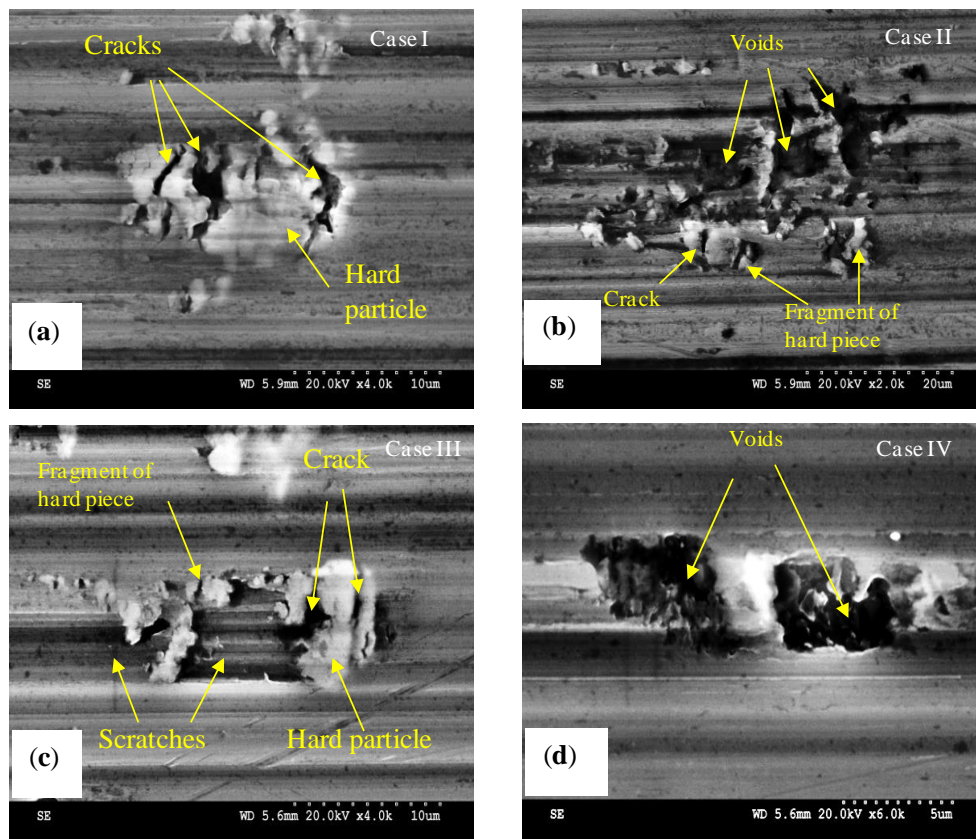 Case I
Cracks
Hard
particle
(a)
SE
WD 5.9mm 20.0kV x4.0k 10um
Case II
Voids
Crack
Fragment of
hard piece
(b)
SE
WD 5.9mm 20.0kV x2.0k 20um
Case III
Fragment of
hard piece
Crack
Scratches
Hard particle
(c)
SE
WD 5.6mm 20.0kV x4.0k 10um
Case IV
Voids
(d)
SE
WD 5.6mm 20.0kV x6.0k 5um